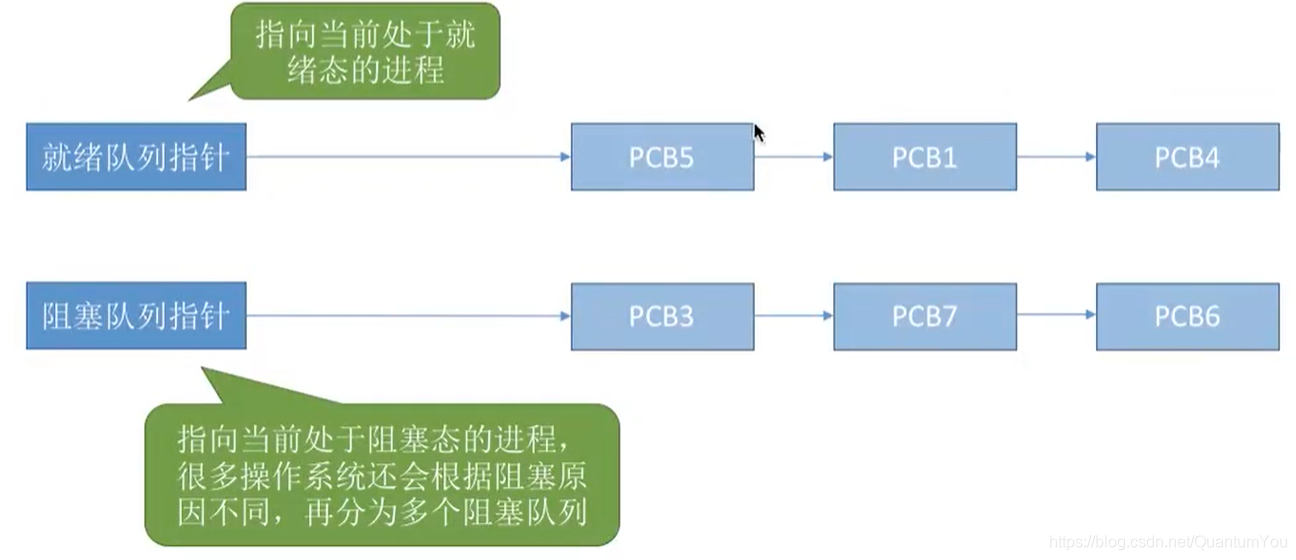 指向当前处于就
绪态的进程
就绪队列指针
PCB5
PCB1
PCB4
阻塞队列指针
PCB3
PCB7
PCB6
指向当前处于阻塞态的进程，
很多操作系统还会根据阻塞原
因不同，再分为多个阻塞队列
https://blog.csdn.net/QuantumYou